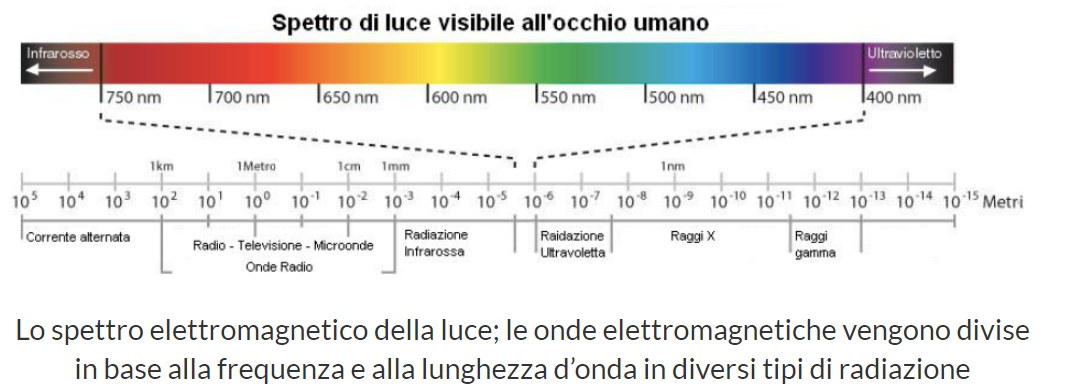 Spettro di luce visibile all'occhio umano
Infrarosso Ultravioletto
750 nm 700 nm 650 nm 600 nm 550 nm 500 nm 450 nm 400 nm
1km 1Metro 1cm 1mm 1nm
10⁵ 10⁴ 10³ 10² 10¹ 10⁰ 10⁻¹ 10⁻² 10⁻³ 10⁻⁴ 10⁻⁵ 10⁻⁶ 10⁻⁷ 10⁻⁸ 10⁻⁹ 10⁻¹⁰ 10⁻¹¹ 10⁻¹² 10⁻¹³ 10⁻¹⁴ 10⁻¹⁵ Metri
Corrente alternata
Radio - Televisione - Microonde
Onde Radio
Radiazione
Infrarossa
Raidazione
Ultravoletta
Raggi X
Raggi
gamma
Lo spettro elettromagnetico della luce; le onde elettromagnetiche vengono divise
in base alla frequenza e alla lunghezza d’onda in diversi tipi di radiazione